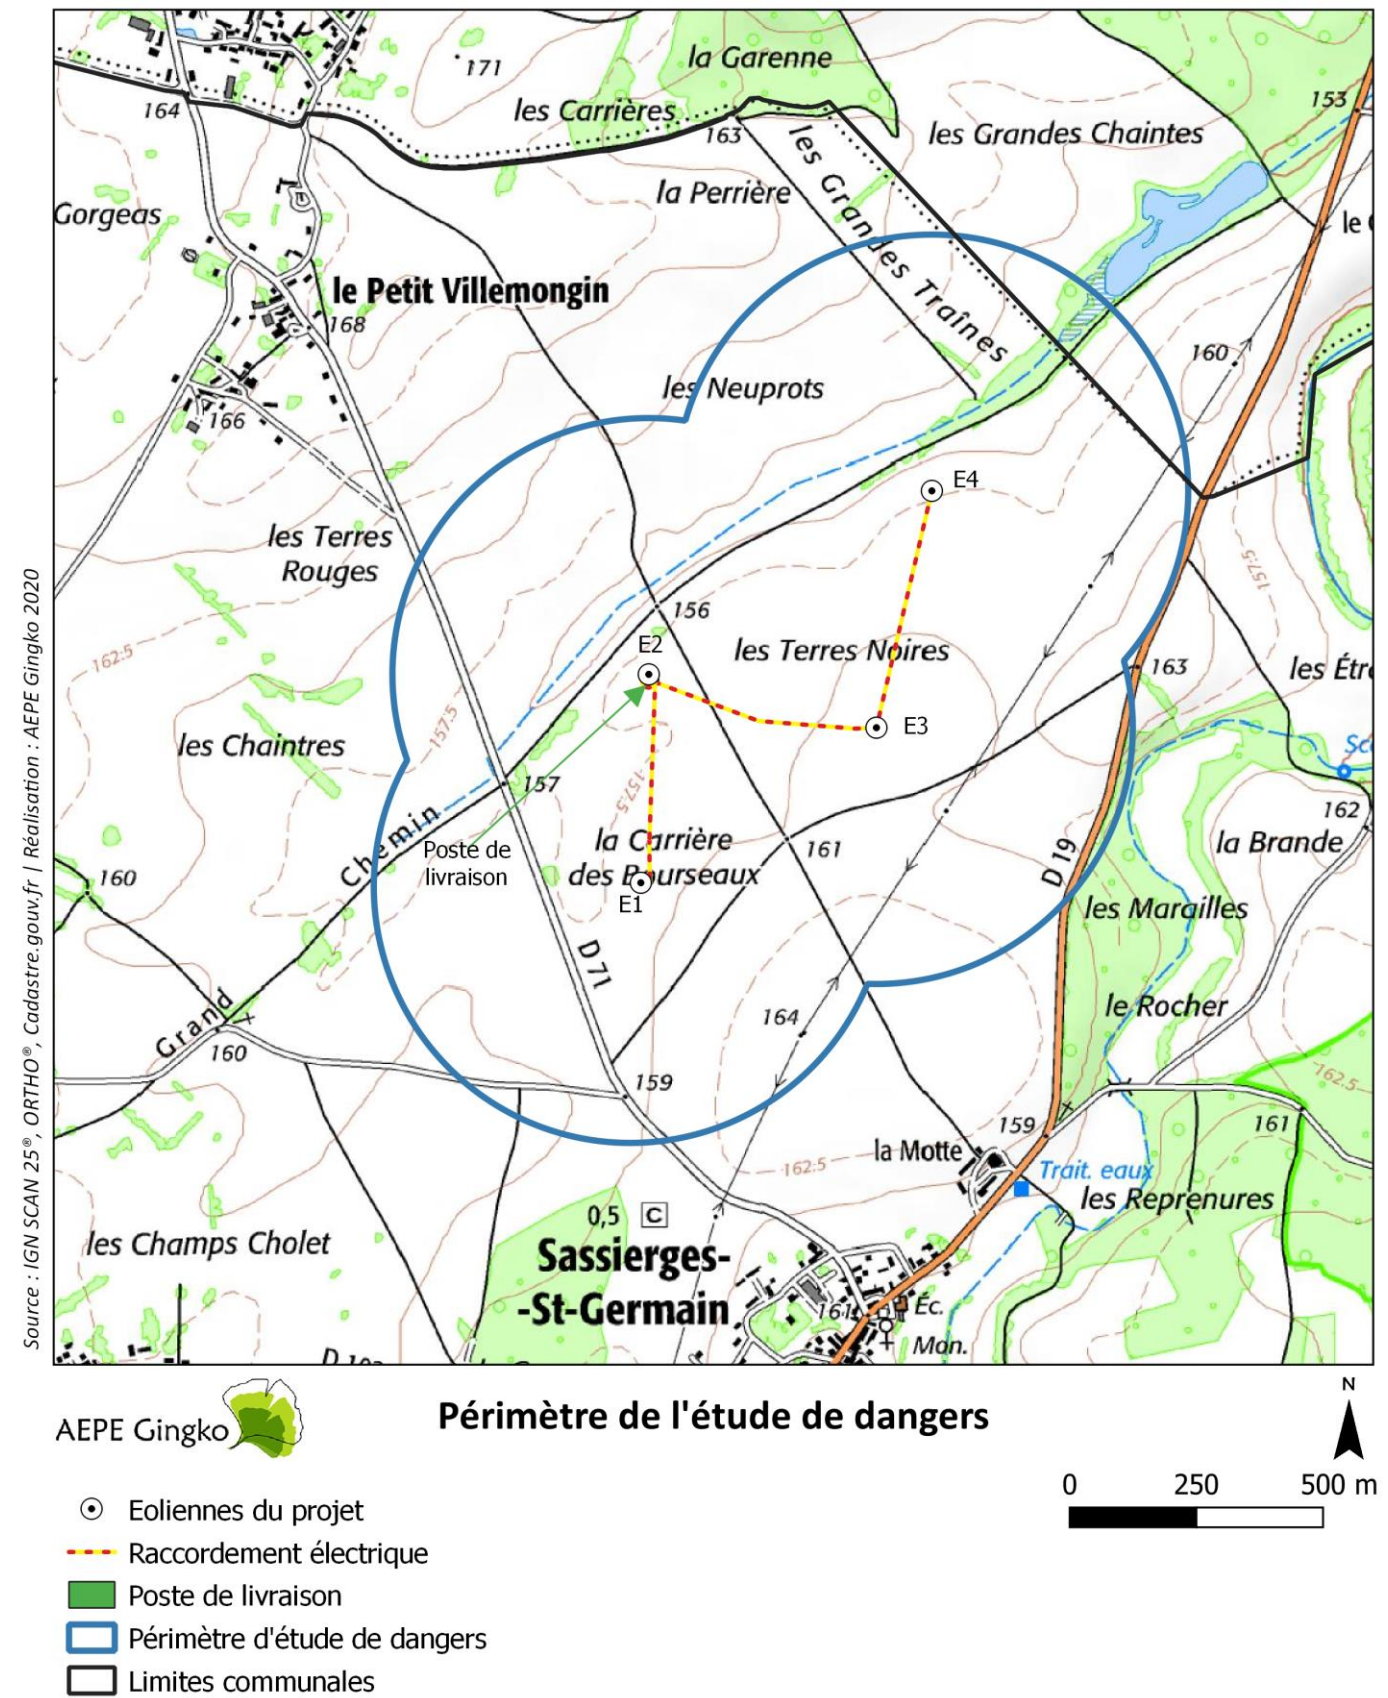 la Garenne
171
les Carrières
153
164
163
les Grandes Chaintes
les Grandes Traînes
la Perrière
Gorgeas
le Petit Villemongin
168
160
les Neuprots
166
E4
les Terres
Rouges
157.5
156
E2
les Terres Noires
162.5
163
E3
157.5
les Chaintres
157.5
157
162
la Carrière
des Bourseaux
161
la Brande
Grand Chemin
Poste de
livraison
D 19
160
E1
les Marailles
D 71
164
le Rocher
160
159
162.5
159
161
la Motte
162.5
Trait. eaux
les Reprenures
0,5
C
les Champs Cholet
Sassierges-
-St-Germain
161
Éc.
Mon.
Source : IGN SCAN 25®, ORTHO®, Cadastre.gouv.fr | Réalisation : AEPE Gingko 2020
AEPE Gingko
Périmètre de l'étude de dangers
N
0 250 500 m
Eoliennes du projet
Raccordement électrique
Poste de livraison
Périmètre d'étude de dangers
Limites communales